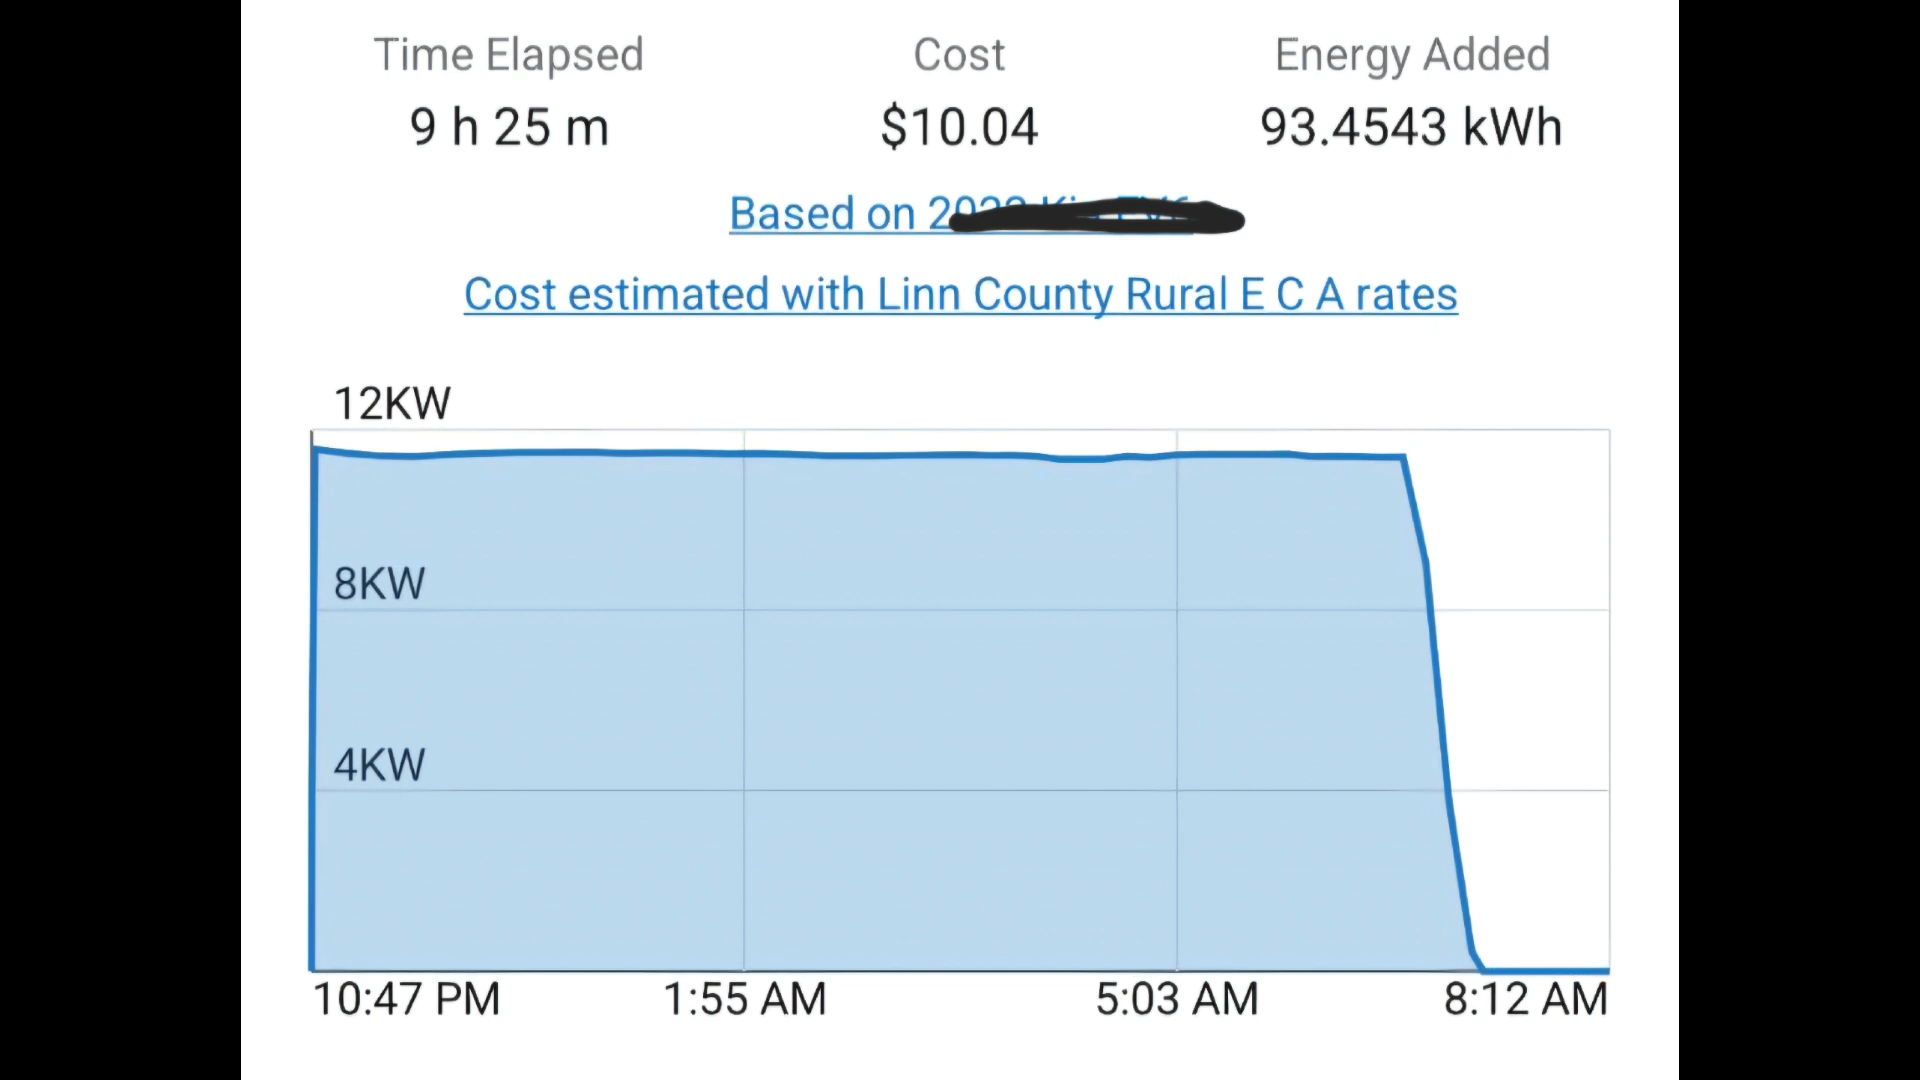 Time Elapsed Cost Energy Added
9 h 25 m $10.04 93.4543 kWh
Based on
Cost estimated with Linn County Rural E C A rates
12KW
8KW
4KW
10:47 PM 1:55 AM 5:03 AM 8:12 AM